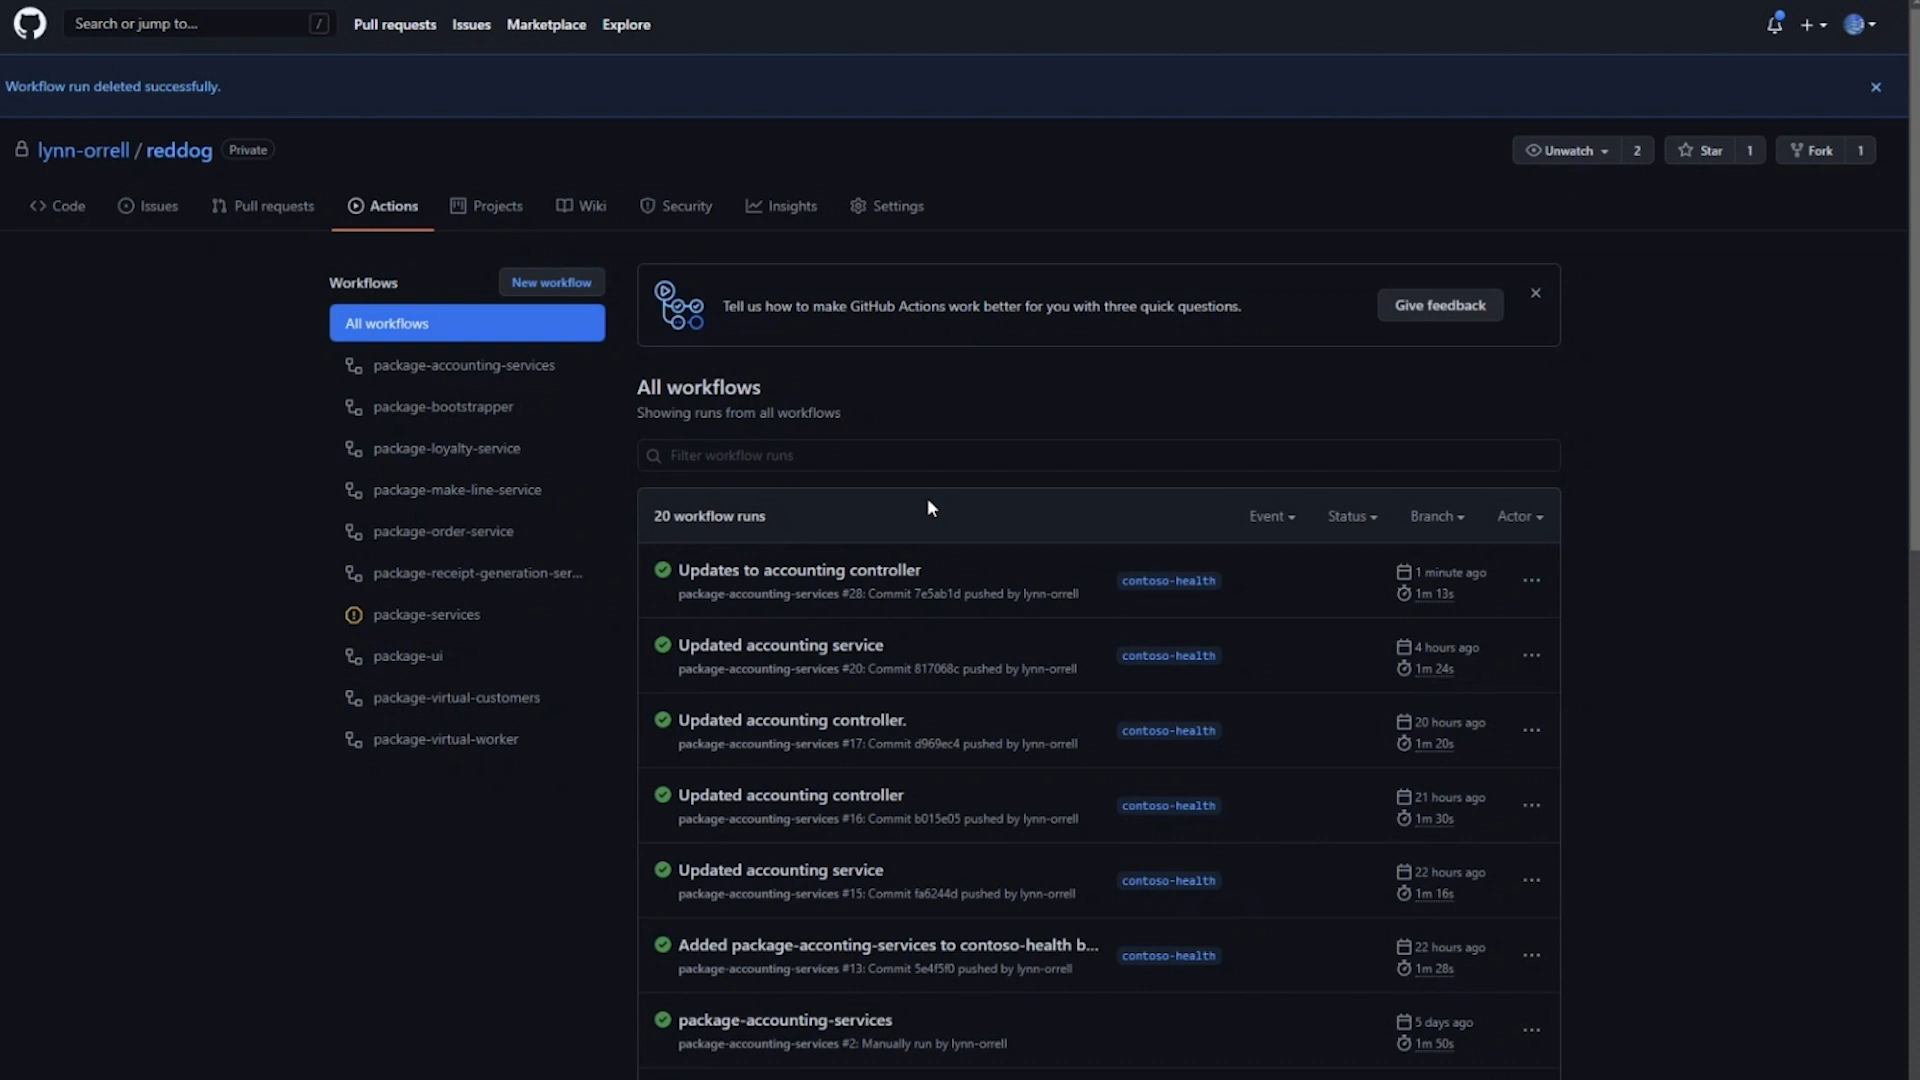 Search or jump to... /
Pull requests Issues Marketplace Explore
Workflow run deleted successfully.
lynn-orrell / reddog Private
Unwatch 2 Star 1 Fork 1
Code Issues Pull requests Actions Projects Wiki Security Insights Settings
Workflows New workflow
All workflows
package-accounting-services
package-bootstrapper
package-loyalty-service
package-make-line-service
package-order-service
package-receipt-generation-ser...
package-services
package-ui
package-virtual-customers
package-virtual-worker
Tell us how to make GitHub Actions work better for you with three quick questions. Give feedback
All workflows
Showing runs from all workflows
Filter workflow runs
20 workflow runs Event Status Branch Actor
Updates to accounting controller
package-accounting-services #28: Commit 7e5ab1d pushed by lynn-orrell
contoso-health
1 minute ago
1m 13s
Updated accounting service
package-accounting-services #20: Commit 817068c pushed by lynn-orrell
contoso-health
4 hours ago
1m 24s
Updated accounting controller.
package-accounting-services #17: Commit d969ec4 pushed by lynn-orrell
contoso-health
20 hours ago
1m 20s
Updated accounting controller
package-accounting-services #16: Commit b015e05 pushed by lynn-orrell
contoso-health
21 hours ago
1m 30s
Updated accounting service
package-accounting-services #15: Commit fa6244d pushed by lynn-orrell
contoso-health
22 hours ago
1m 16s
Added package-acconting-services to contoso-health b...
package-accounting-services #13: Commit 5e4f5f0 pushed by lynn-orrell
contoso-health
22 hours ago
1m 28s
package-accounting-services
package-accounting-services #2: Manually run by lynn-orrell
5 days ago
1m 50s